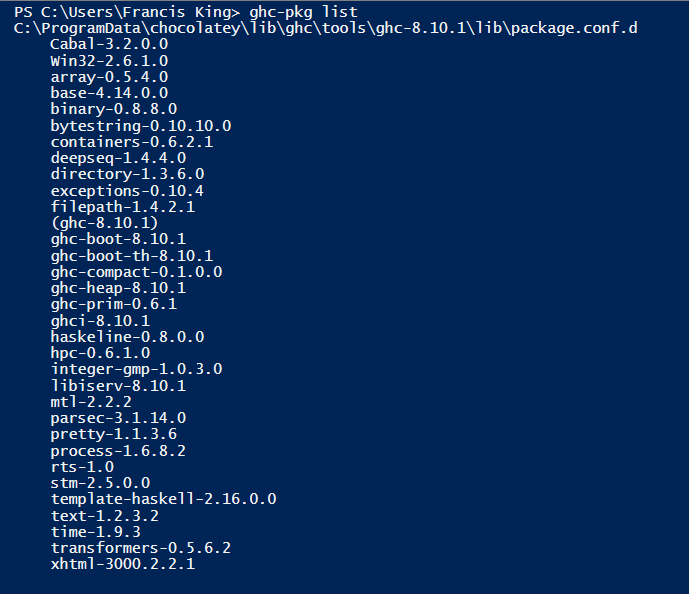 PS C:\Users\Francis King> ghc-pkg list
C:\ProgramData\chocolatey\lib\ghc\tools\ghc-8.10.1\lib\package.conf.d
Cabal-3.2.0.0
Win32-2.6.1.0
array-0.5.4.0
base-4.14.0.0
binary-0.8.8.0
bytestring-0.10.10.0
containers-0.6.2.1
deepseq-1.4.4.0
directory-1.3.6.0
exceptions-0.10.4
filepath-1.4.2.1
(ghc-8.10.1)
ghc-boot-8.10.1
ghc-boot-th-8.10.1
ghc-compact-0.1.0.0
ghc-heap-8.10.1
ghc-prim-0.6.1
ghci-8.10.1
haskeline-0.8.0.0
hpc-0.6.1.0
integer-gmp-1.0.3.0
libiserv-8.10.1
mtl-2.2.2
parsec-3.1.14.0
pretty-1.1.3.6
process-1.6.8.2
rts-1.0
stm-2.5.0.0
template-haskell-2.16.0.0
text-1.2.3.2
time-1.9.3
transformers-0.5.6.2
xhtml-3000.2.2.1